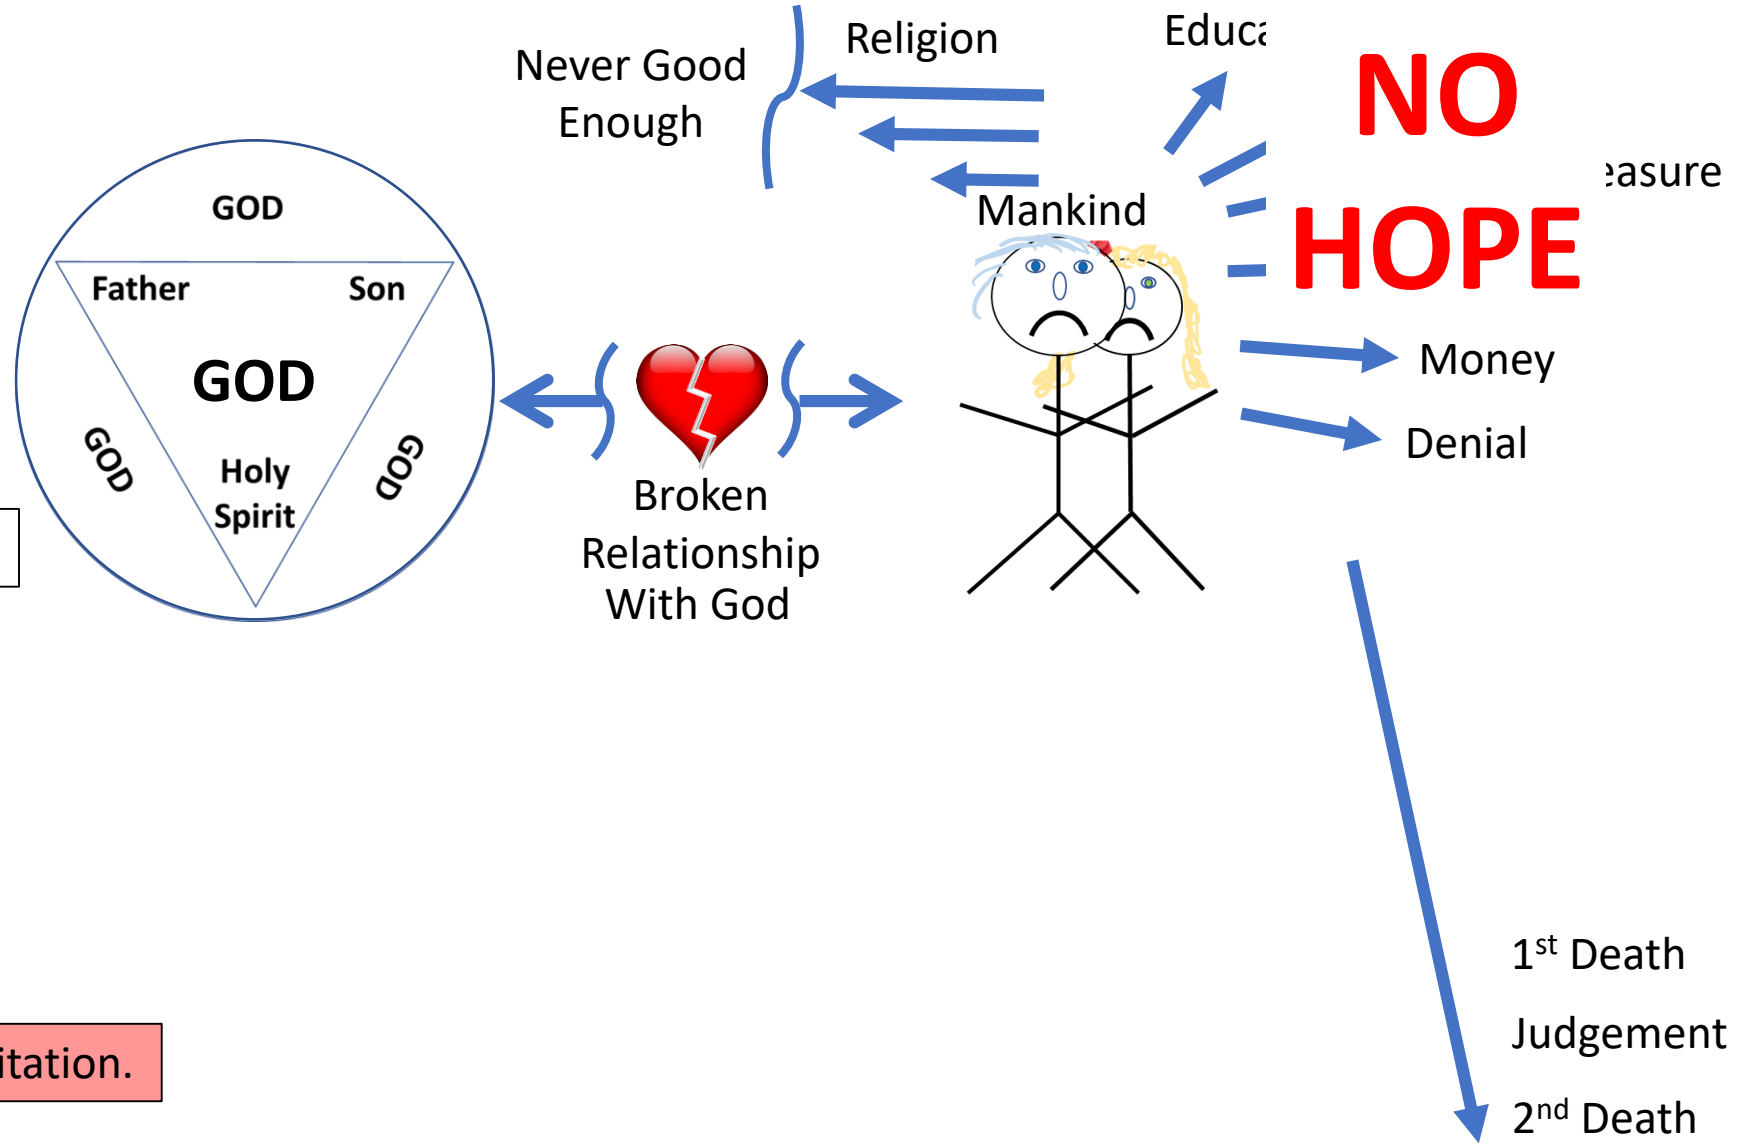 Religion
Educa
Never Good
Enough
NO
HOPE
easure
Mankind
GOD
Father
Son
GOD
GOD
GOD
Holy
Spirit
Money
Denial
Broken
Relationship
With God
1st Death
Judgement
2nd Death
itation.